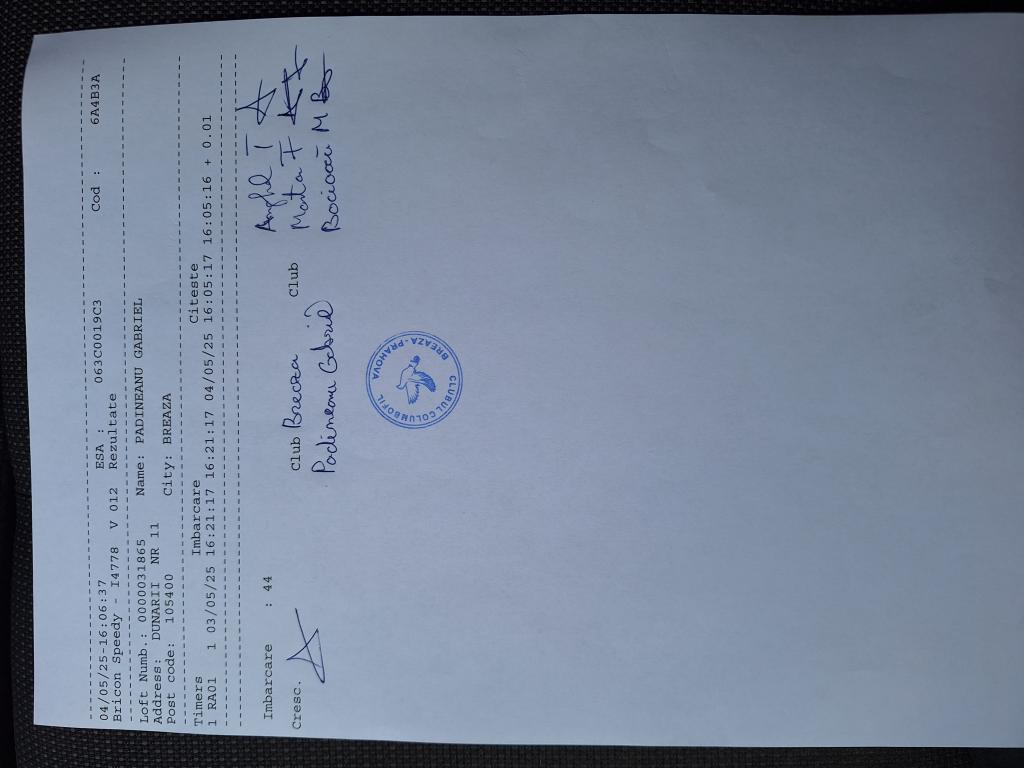 04/05/25-16:06:37 ESA : 063C0019C3 Cod : 6A4B3A
Bricon Speedy - I4778 V 012 Rezultate
Loft Numb.: 0000031865 Name: PADINEANU GABRIEL
Address: DUNARII NR 11
Post code: 105400 City: BREAZA
Timers Imbarcare Citeste
1 RA01 1 03/05/25 16:21:17 16:21:17 04/05/25 16:05:17 16:05:16 + 0.01
Imbarcare : 44
Cresc. Club Breaza Club
Padineanu Gabriel
Anghel T
Manta F
M
CLUBUL COLUMBOFIL
BREAZA-PRAHOVA